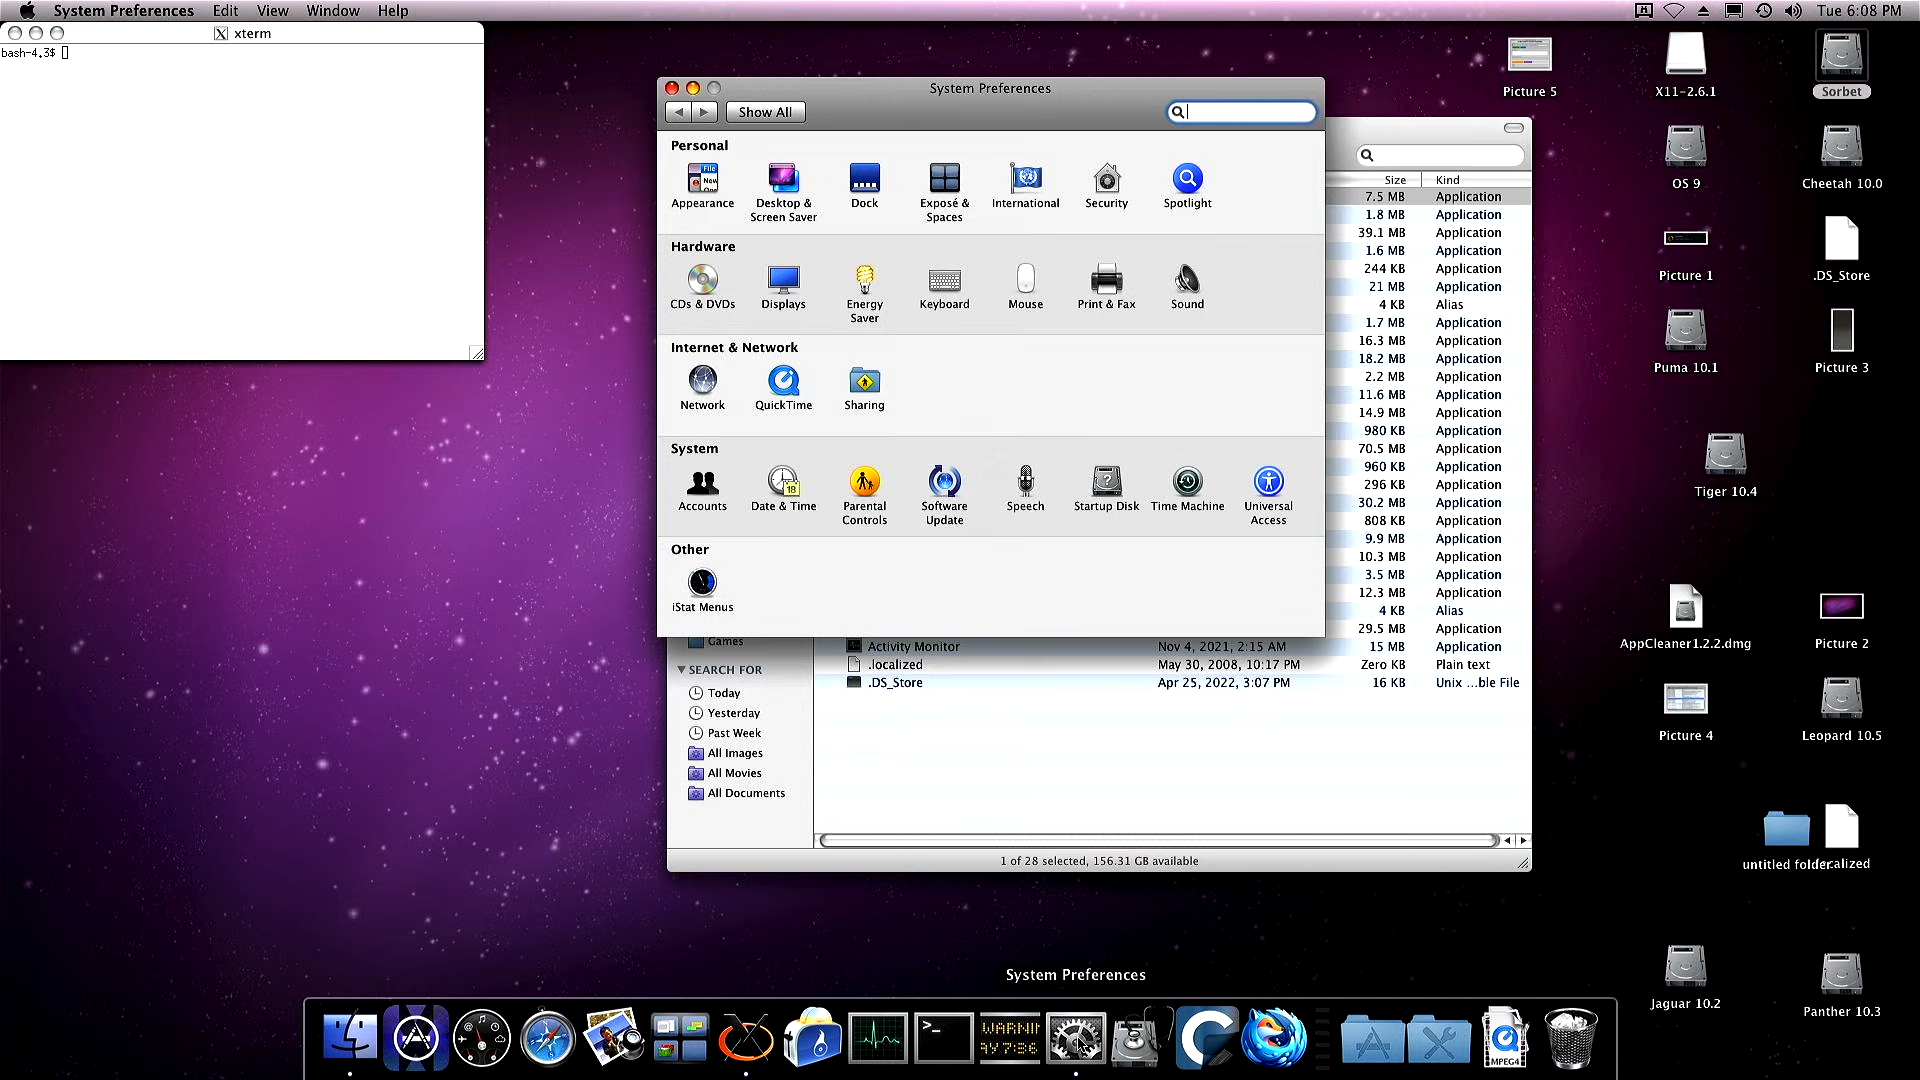 System Preferences Edit View Window Help
Tue 6:08 PM
xterm
bash-4.3$
System Preferences
Show All
Personal
Appearance
Desktop &
Screen Saver
Dock
Exposé &
Spaces
International
Security
Spotlight
Hardware
CDs & DVDs
Displays
Energy
Saver
Keyboard
Mouse
Print & Fax
Sound
Internet & Network
Network
QuickTime
Sharing
System
Accounts
Date & Time
Parental
Controls
Software
Update
Speech
Startup Disk
Time Machine
Universal
Access
Other
iStat Menus
Size Kind
7.5 MB Application
1.8 MB Application
39.1 MB Application
1.6 MB Application
244 KB Application
21 MB Application
4 KB Alias
1.7 MB Application
16.3 MB Application
18.2 MB Application
2.2 MB Application
11.6 MB Application
14.9 MB Application
980 KB Application
70.5 MB Application
960 KB Application
296 KB Application
30.2 MB Application
808 KB Application
9.9 MB Application
10.3 MB Application
3.5 MB Application
12.3 MB Application
4 KB Alias
29.5 MB Application
Activity Monitor Nov 4, 2021, 2:15 AM 15 MB Application
.localized May 30, 2008, 10:17 PM Zero KB Plain text
.DS_Store Apr 25, 2022, 3:07 PM 16 KB Unix ...ble File
Games
SEARCH FOR
Today
Yesterday
Past Week
All Images
All Movies
All Documents
1 of 28 selected, 156.31 GB available
Picture 5
X11-2.6.1
Sorbet
OS 9
Cheetah 10.0
Picture 1
.DS_Store
Puma 10.1
Picture 3
Tiger 10.4
AppCleaner1.2.2.dmg
Picture 2
Picture 4
Leopard 10.5
untitled folder
Jaguar 10.2
Panther 10.3
System Preferences
18
WARNIN
AY 7:36
MPEG4